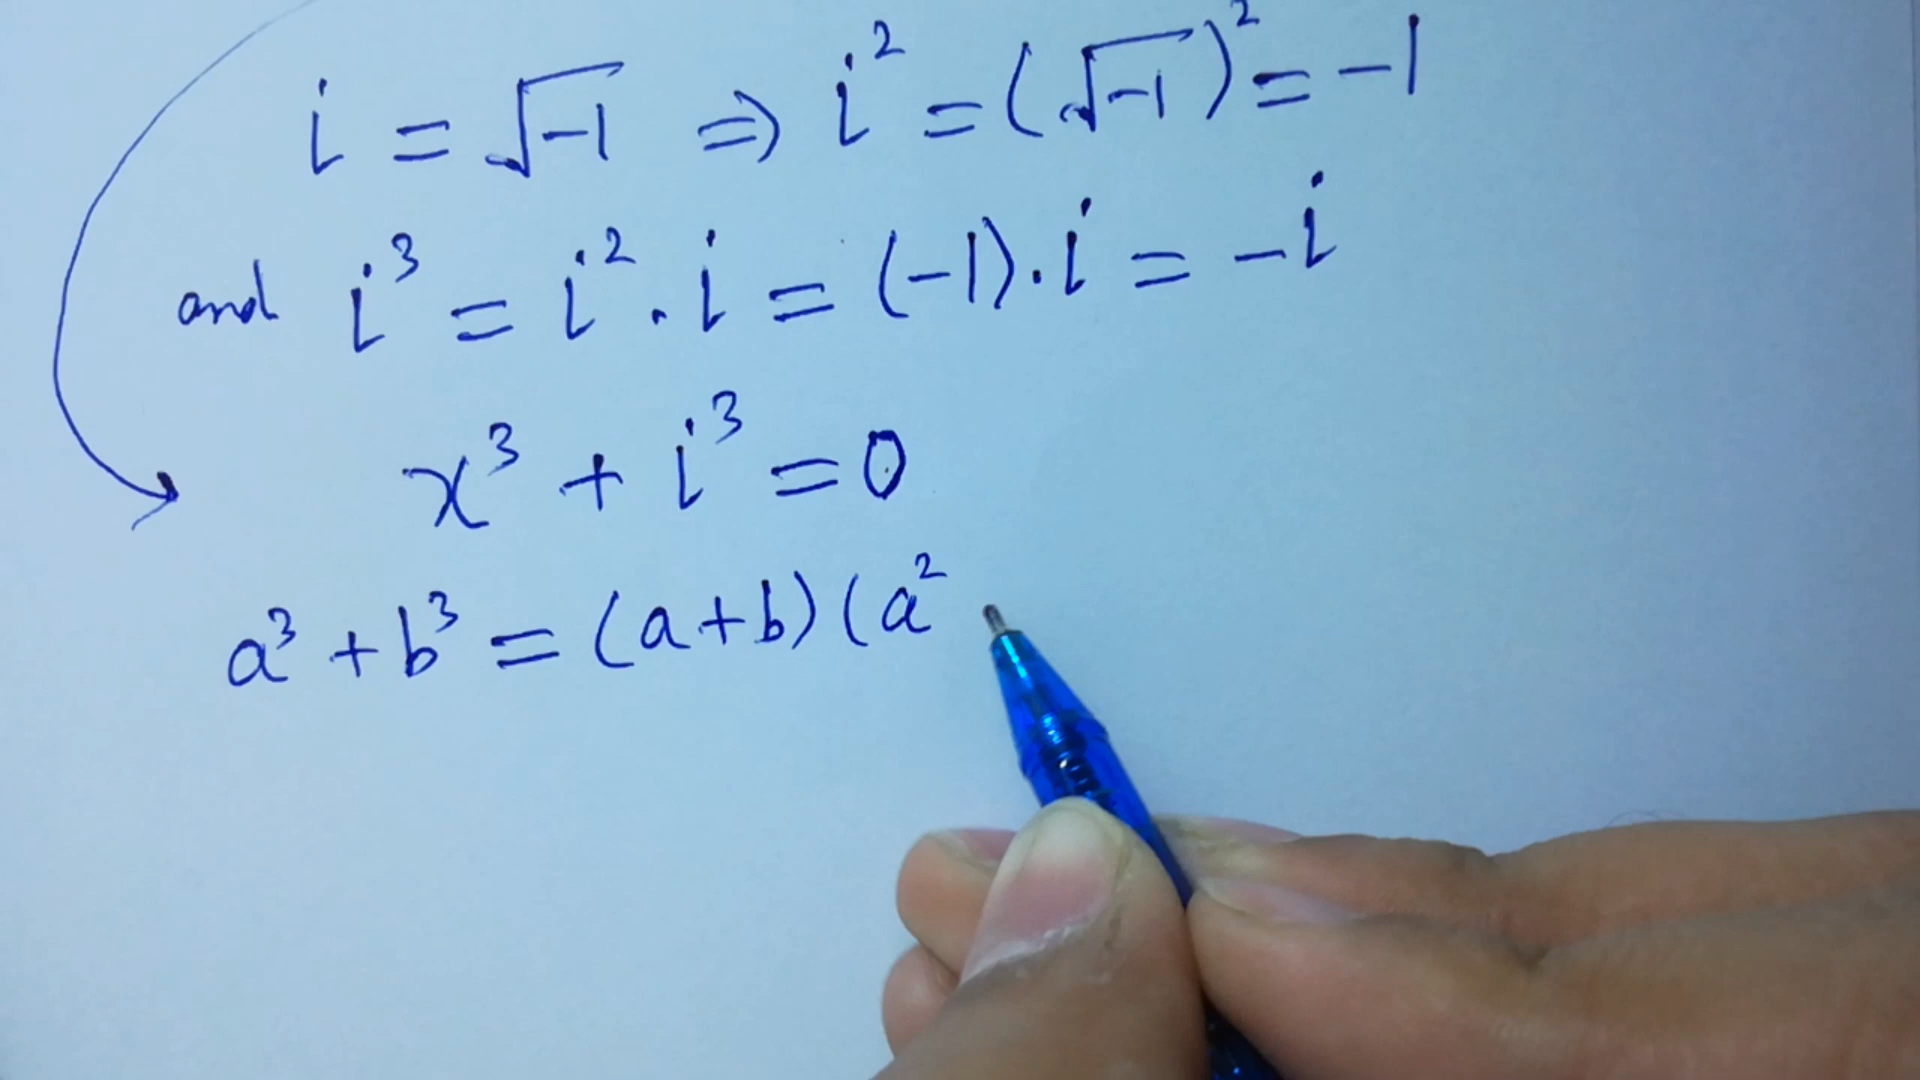 i = √-1 ⇒ i² = (√-1)² = -1
and i³ = i² . i = (-1) . i = -i
x³ + i³ = 0
a³ + b³ = (a+b) (a²